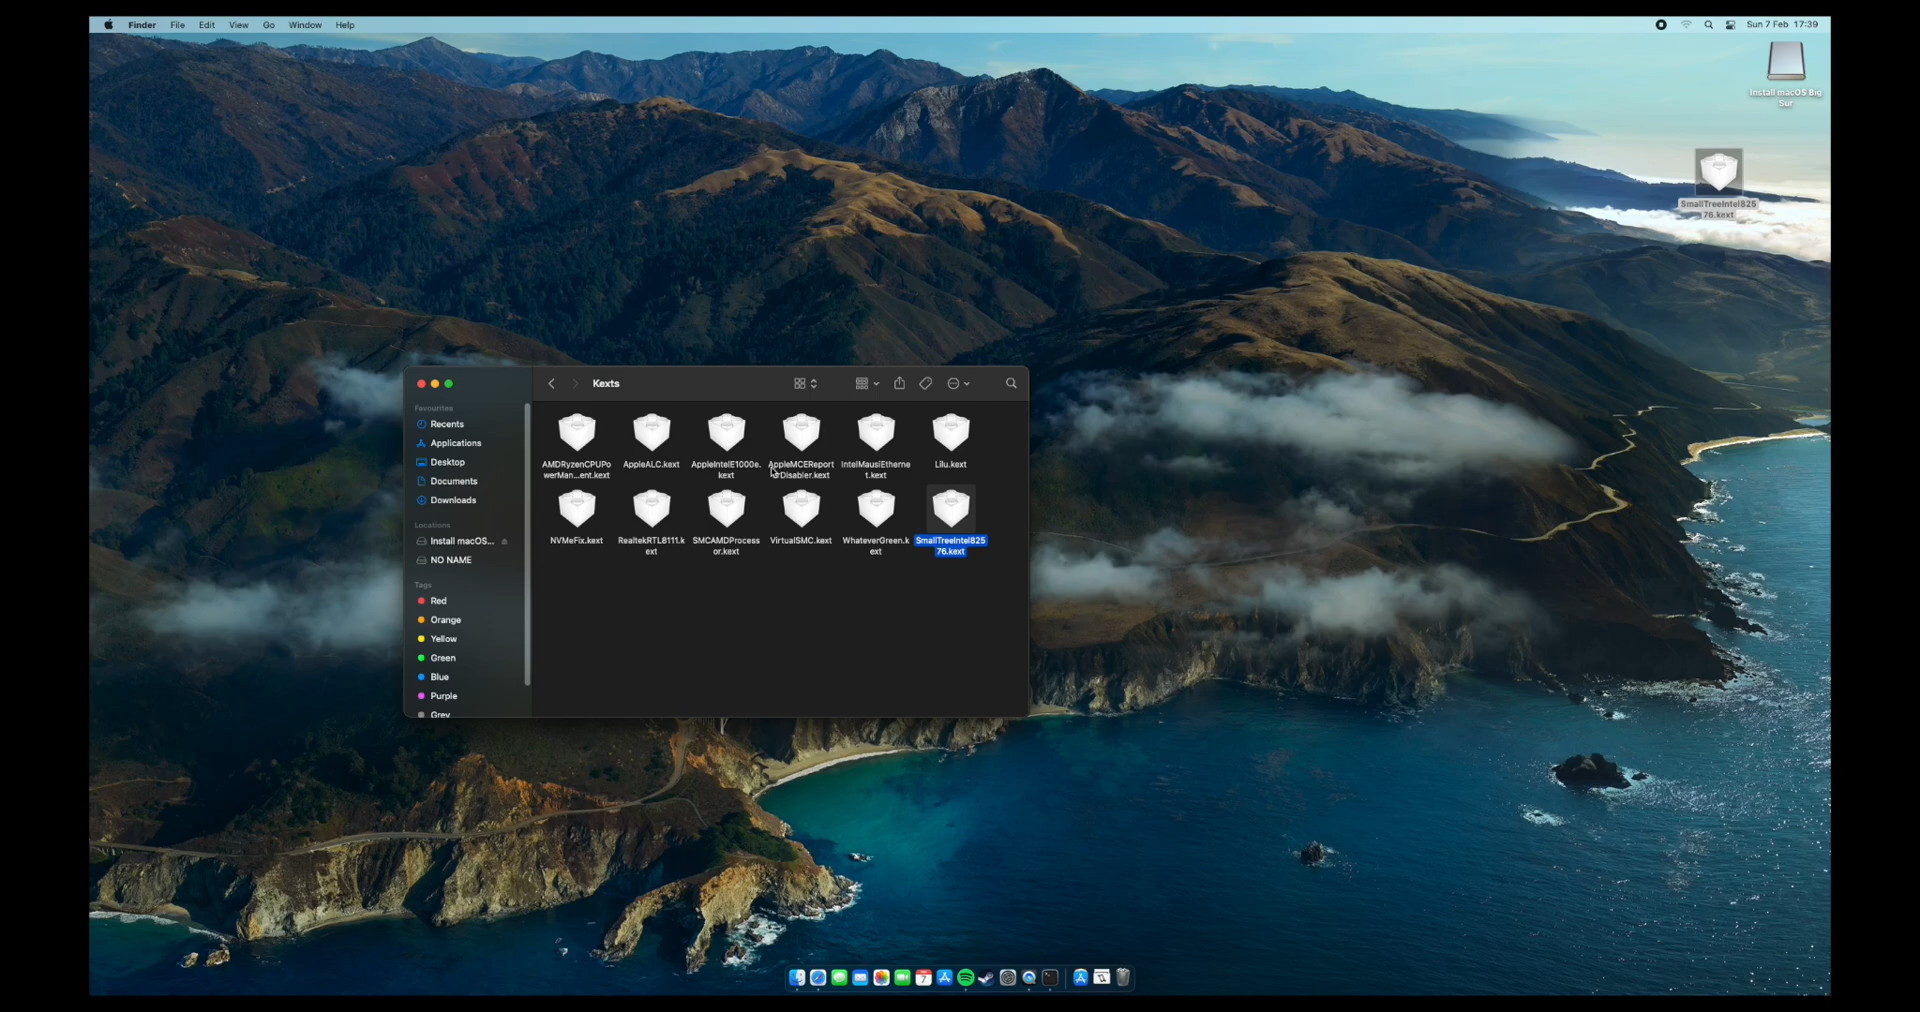 Finder File Edit View Go Window Help
Sun 7 Feb 17:39
Install macOS Big
Sur
SmallTreeIntel825
76.kext
Kexts
Favourites
Recents
Applications
Desktop
Documents
Downloads
Locations
Install macOS...
NO NAME
Tags
Red
Orange
Yellow
Green
Blue
Purple
Grey
AMDRyzenCPUPo
werMan...ent.kext
AppleALC.kext
AppleIntelE1000e.
kext
AppleMCEReport
erDisabler.kext
IntelMausiEtherne
t.kext
Lilu.kext
NVMeFix.kext
RealtekRTL8111.k
ext
SMCAMDProcess
or.kext
VirtualSMC.kext
WhateverGreen.k
ext
SmallTreeIntel825
76.kext
7